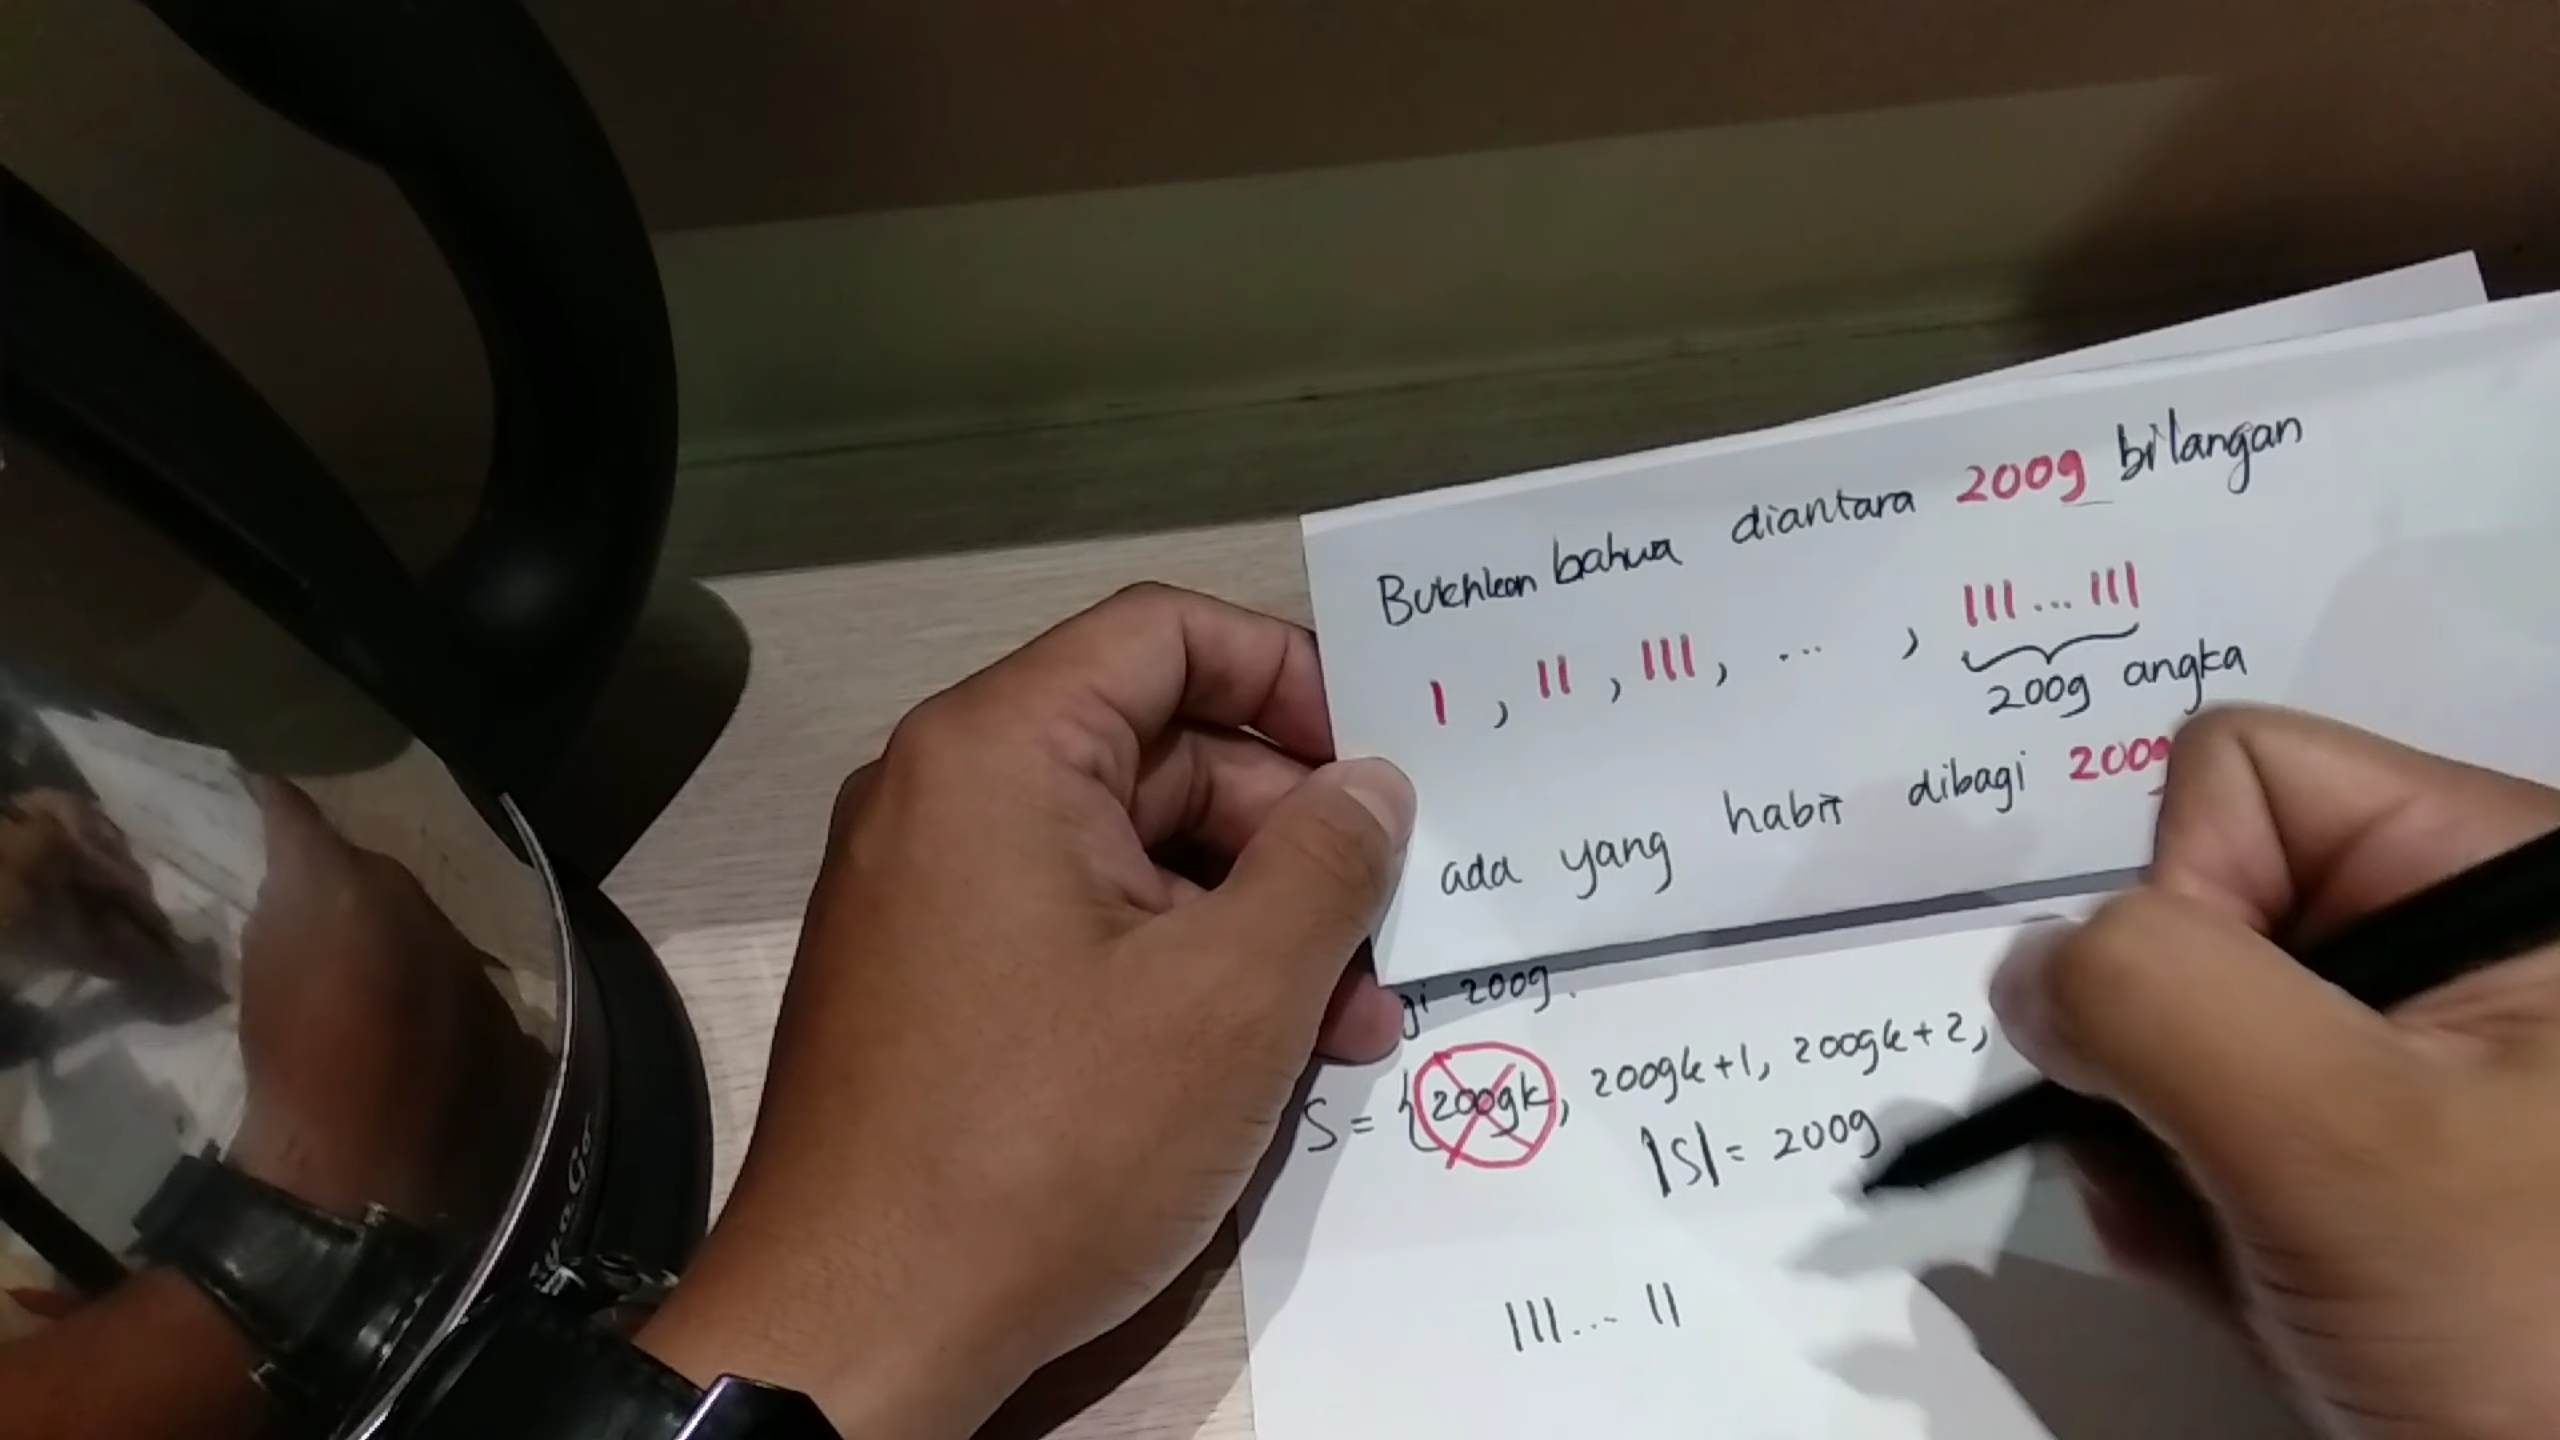 Buktikan bahwa diantara 2009 bilangan
1 , 11 , 111 , ... , 111...111
2009 angka
ada yang habis dibagi 2009
gi 2009.
S = {2009k, 2009k+1, 2009k+2,
|S| = 2009
111... 11